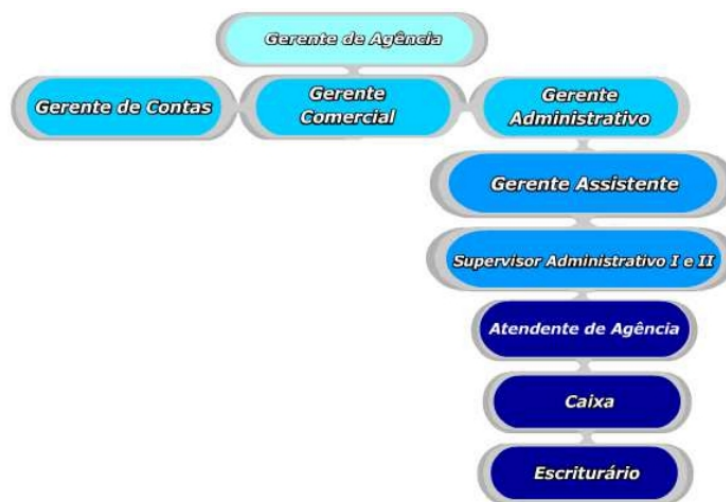 Gerente de Agência
Gerente de Contas
Gerente
Comercial
Gerente
Administrativo
Gerente Assistente
Supervisor Administrativo I e II
Atendente de Agência
Caixa
Escriturário